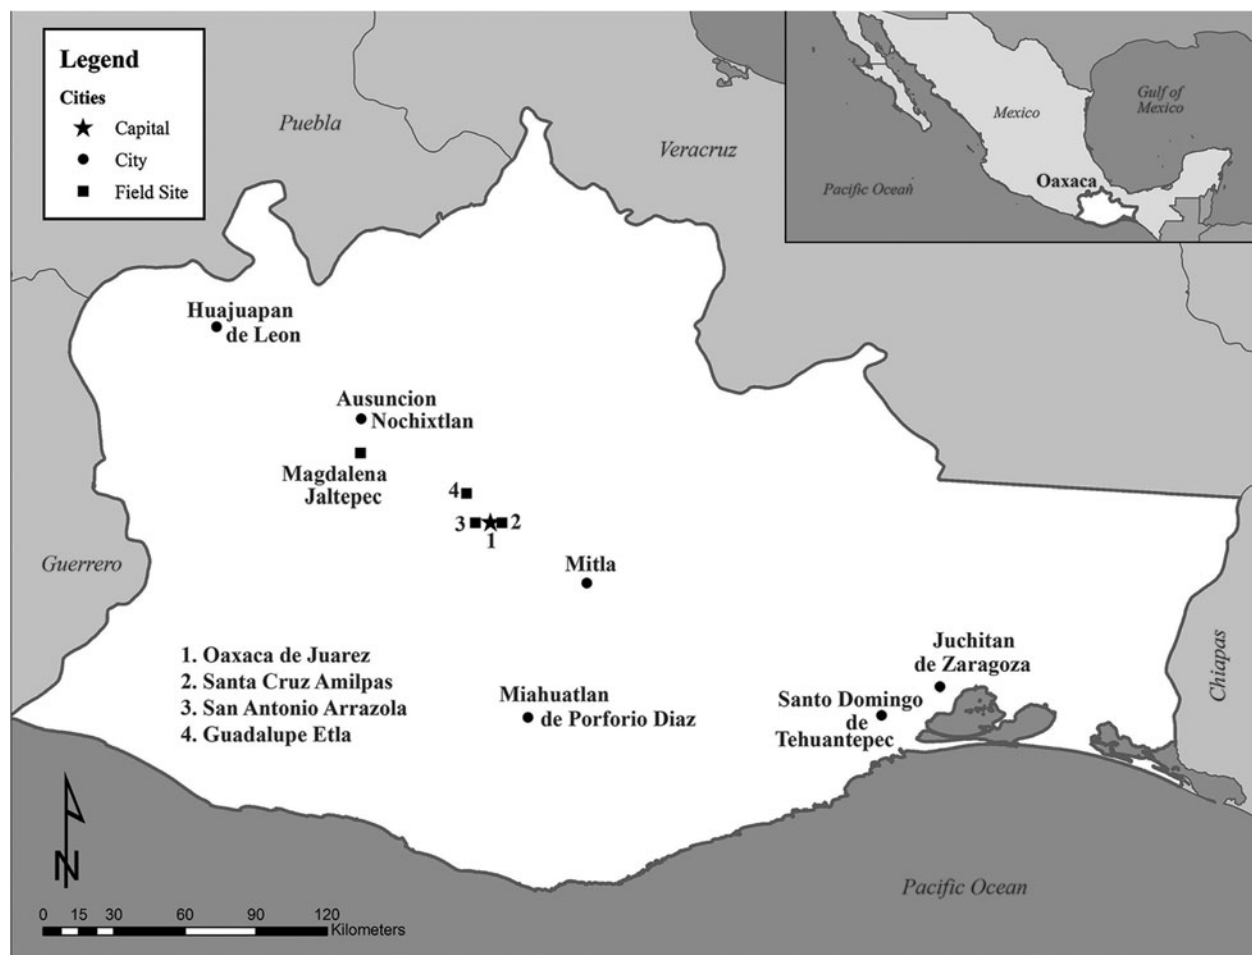 Legend
Cities
Capital
City
Field Site
Puebla
Veracruz
Mexico
Gulf of
Mexico
Pacific Ocean
Oaxaca
Huajuapan
de Leon
Ausuncion
Nochixtlan
Magdalena
Jaltepec
4
3
2
1
Guerrero
Mitla
1. Oaxaca de Juarez
2. Santa Cruz Amilpas
3. San Antonio Arrazola
4. Guadalupe Etla
Miahuatlan
de Porforio Diaz
Juchitan
de Zaragoza
Santo Domingo
de
Tehuantepec
Chiapas
N
Pacific Ocean
0 15 30 60 90 120
Kilometers